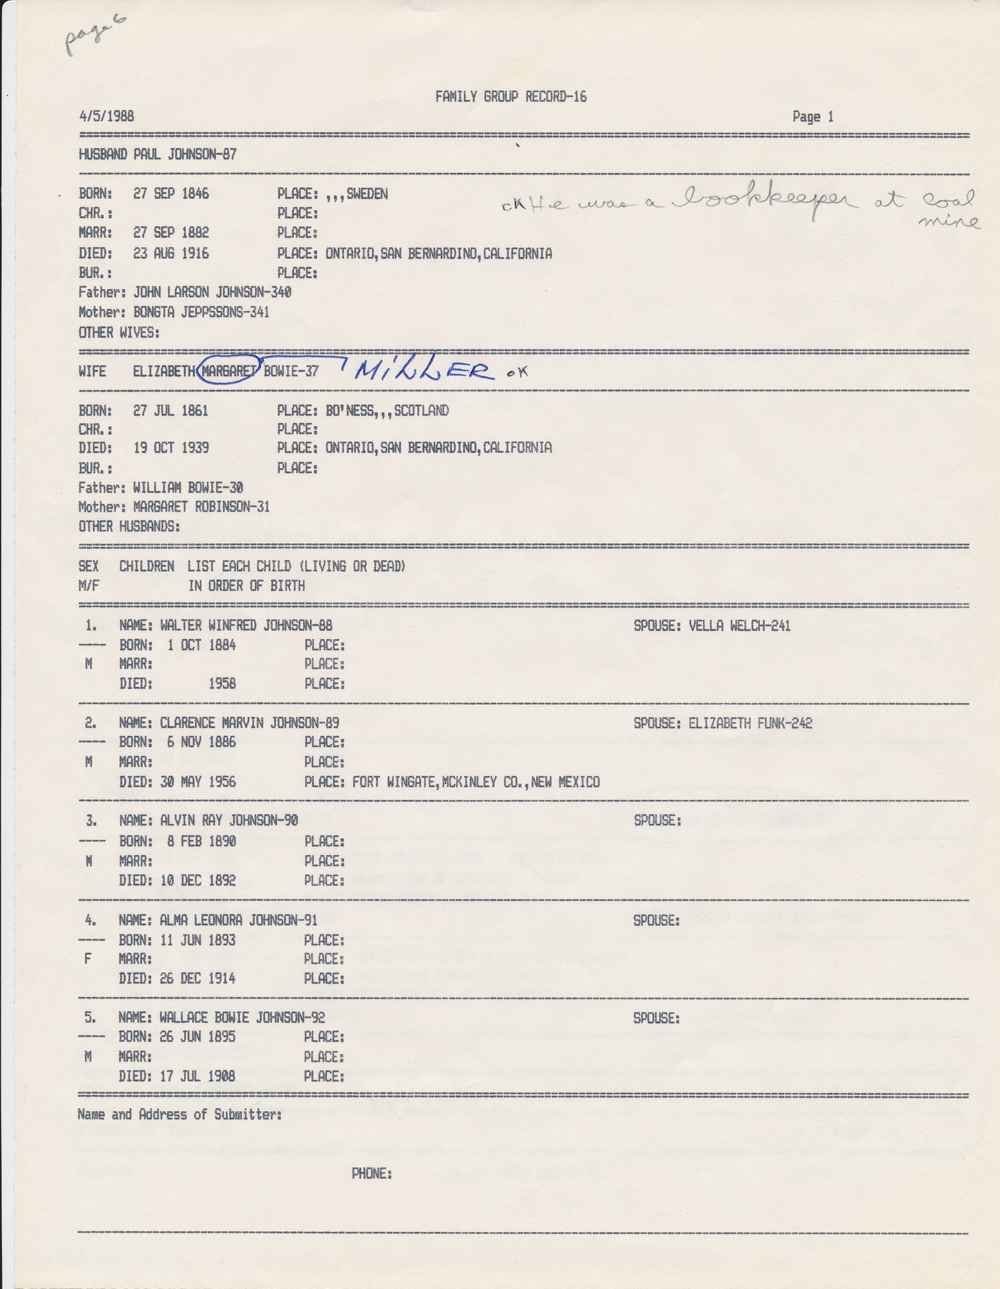 page 6
FAMILY GROUP RECORD-16
4/5/1988 Page 1
HUSBAND PAUL JOHNSON-87
BORN: 27 SEP 1846 PLACE: ,,,SWEDEN
cK He was a bookkeeper at coal
mine
CHR.: PLACE:
MARR: 27 SEP 1882 PLACE:
DIED: 23 AUG 1916 PLACE: ONTARIO,SAN BERNARDINO,CALIFORNIA
BUR.: PLACE:
Father: JOHN LARSON JOHNSON-340
Mother: BONGTA JEPPSSONS-341
OTHER WIVES:
WIFE ELIZABETH MARGARET BOWIE-37 MiLLER oK
BORN: 27 JUL 1861 PLACE: BO'NESS,,,SCOTLAND
CHR.: PLACE:
DIED: 19 OCT 1939 PLACE: ONTARIO,SAN BERNARDINO,CALIFORNIA
BUR.: PLACE:
Father: WILLIAM BOWIE-30
Mother: MARGARET ROBINSON-31
OTHER HUSBANDS:
SEX CHILDREN LIST EACH CHILD (LIVING OR DEAD)
M/F IN ORDER OF BIRTH
1. NAME: WALTER WINFRED JOHNSON-88 SPOUSE: VELLA WELCH-241
---- BORN: 1 OCT 1884 PLACE:
M MARR: PLACE:
DIED: 1958 PLACE:
2. NAME: CLARENCE MARVIN JOHNSON-89 SPOUSE: ELIZABETH FUNK-242
---- BORN: 6 NOV 1886 PLACE:
M MARR: PLACE:
DIED: 30 MAY 1956 PLACE: FORT WINGATE,MCKINLEY CO.,NEW MEXICO
3. NAME: ALVIN RAY JOHNSON-90 SPOUSE:
---- BORN: 8 FEB 1890 PLACE:
M MARR: PLACE:
DIED: 10 DEC 1892 PLACE:
4. NAME: ALMA LEONORA JOHNSON-91 SPOUSE:
---- BORN: 11 JUN 1893 PLACE:
F MARR: PLACE:
DIED: 26 DEC 1914 PLACE:
5. NAME: WALLACE BOWIE JOHNSON-92 SPOUSE:
---- BORN: 26 JUN 1895 PLACE:
M MARR: PLACE:
DIED: 17 JUL 1908 PLACE:
Name and Address of Submitter:
PHONE: